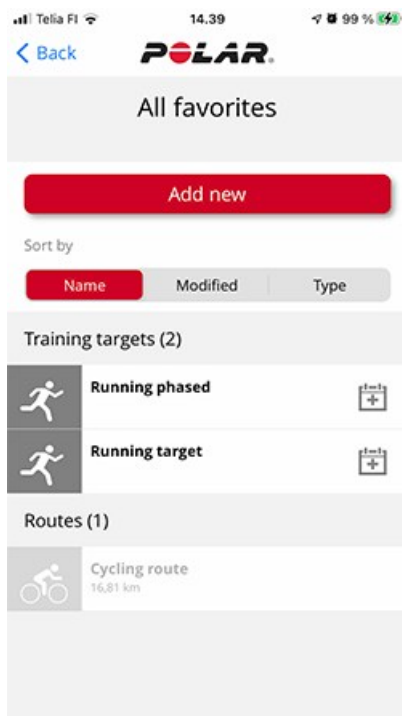 Telia FI 14.39 99 %
Back POLAR.
All favorites
Add new
Sort by
Name Modified Type
Training targets (2)
Running phased
Running target
Routes (1)
Cycling route
16,81 km